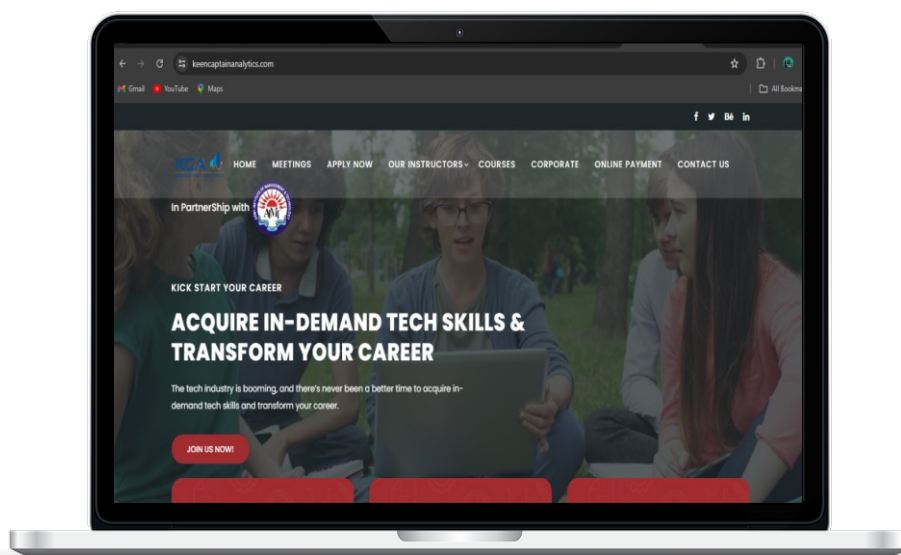 keencaptainanalytics.com
Gmail YouTube Maps All Bookma
f Bē in
KCA HOME MEETINGS APPLY NOW OUR INSTRUCTORS COURSES CORPORATE ONLINE PAYMENT CONTACT US
In PartnerShip with
KICK START YOUR CAREER
ACQUIRE IN-DEMAND TECH SKILLS &
TRANSFORM YOUR CAREER
The tech industry is booming, and there's never been a better time to acquire in-
demand tech skills and transform your career.
JOIN US NOW!